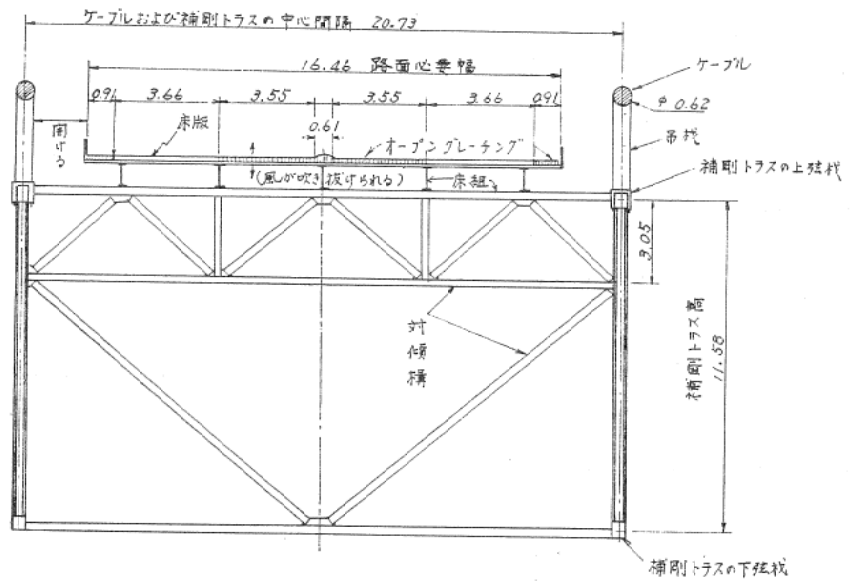 ケーブルおよび補剛トラスの中心間隔 20.73
16.46 路面必要幅
0.91 3.66 3.55 3.55 3.66 0.91
ケーブル
φ 0.62
吊材
開ける
床版
0.61
オープングレーチング
(風が吹き抜けられる)
床組
補剛トラスの上弦材
3.05
対傾構
補剛トラス高
11.58
補剛トラスの下弦材